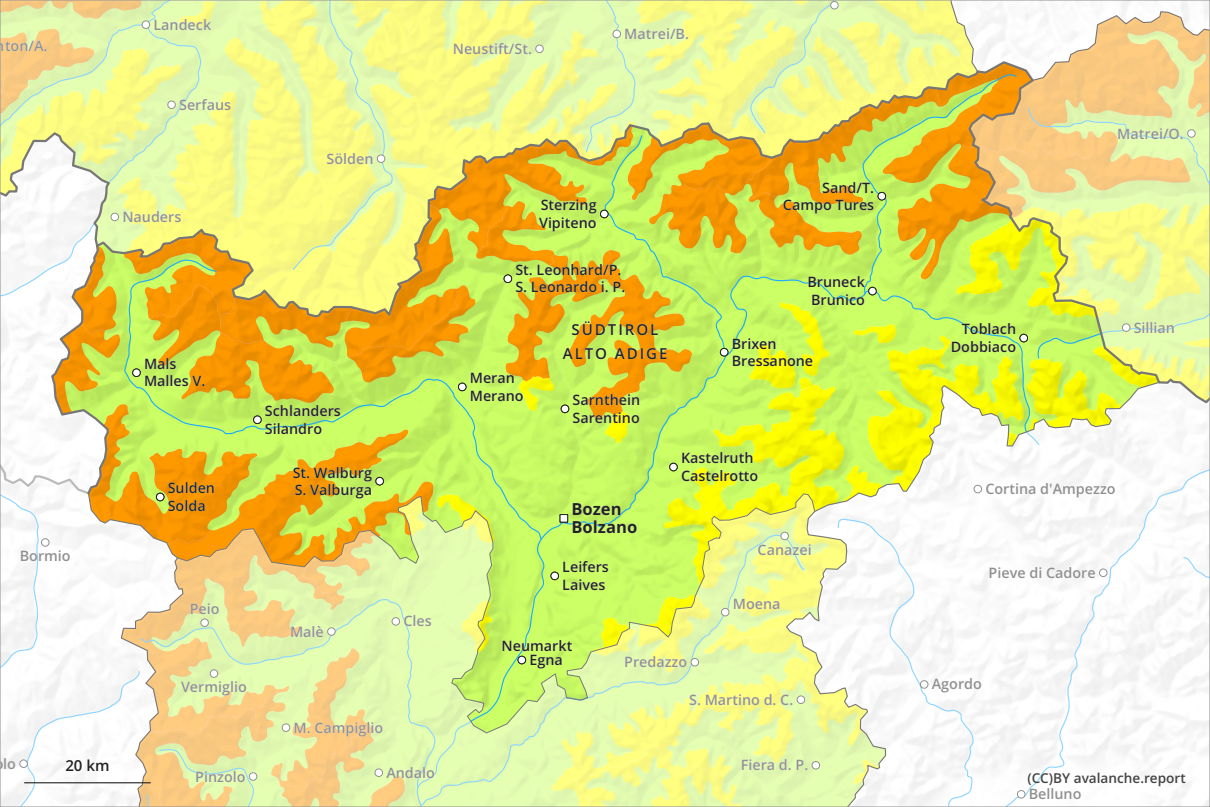 Landeck
Neustift/St.
Matrei/B.
Serfaus
Matrei/O.
Sölden
Sand/T.
Campo Tures
Sterzing
Vipiteno
Nauders
St. Leonhard/P.
S. Leonardo i. P.
Bruneck
Brunico
SÜDTIROL
ALTO ADIGE
Toblach
Dobbiaco
Sillian
Brixen
Bressanone
Mals
Malles V.
Meran
Merano
Sarnthein
Sarentino
Schlanders
Silandro
Kastelruth
Castelrotto
St. Walburg
S. Valburga
Sulden
Solda
Cortina d'Ampezzo
Bozen
Bolzano
Bormio
Canazei
Leifers
Laives
Pieve di Cadore
Peio
Moena
Malè
Cles
Neumarkt
Egna
Predazzo
Vermiglio
Agordo
S. Martino d. C.
M. Campiglio
20 km
Pinzolo
Andalo
Fiera d. P.
(CC)BY avalanche.report
Belluno